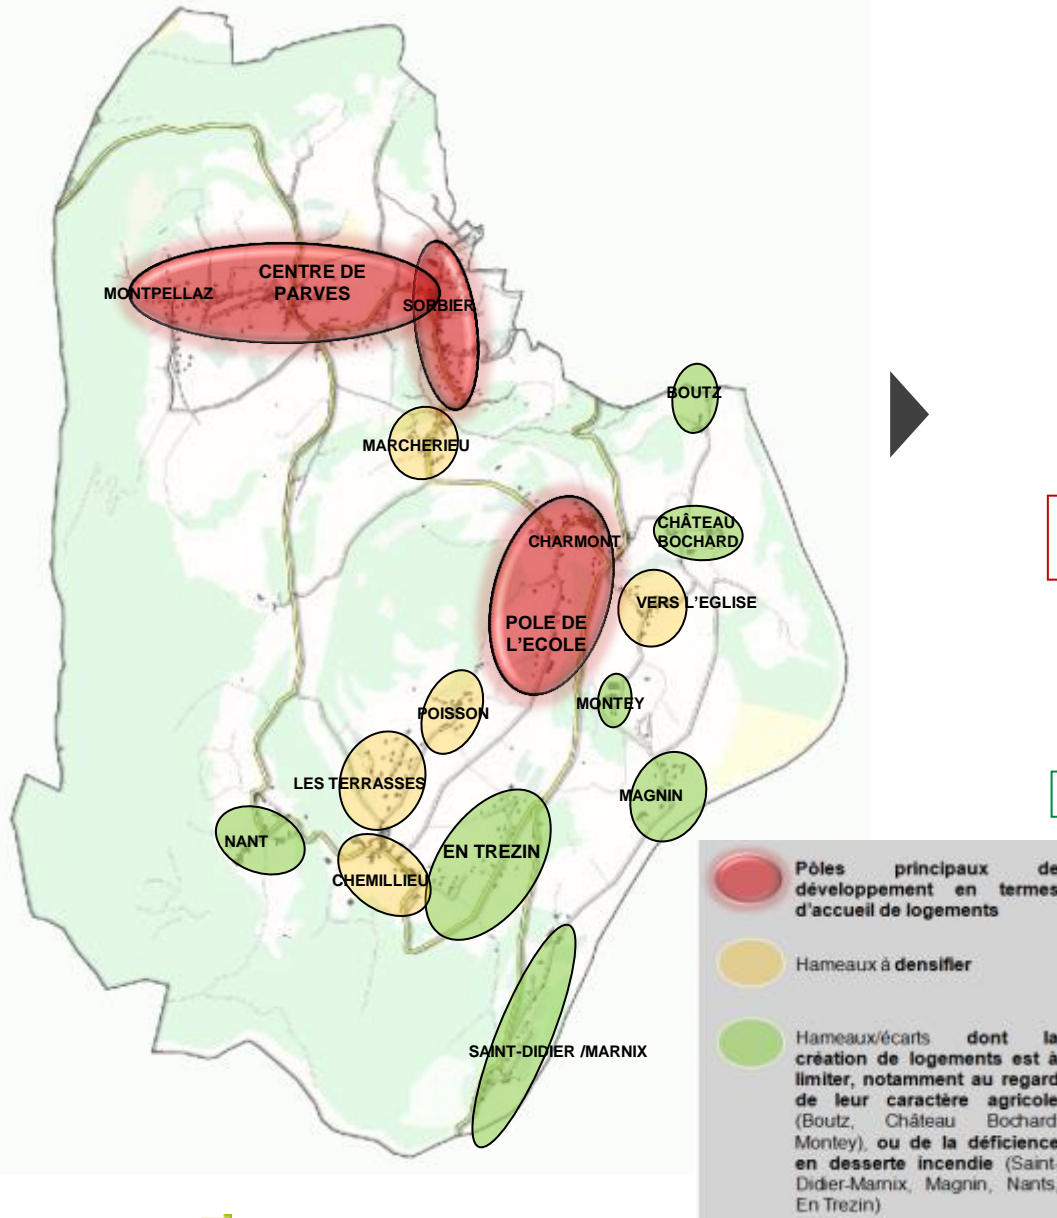 CENTRE DE
PARVES
MONTPELLAZ
SORBIER
BOUTZ
MARCHERIEU
CHÂTEAU
BOCHARD
CHARMONT
VERS L'EGLISE
POLE DE
L'ECOLE
MONTEY
POISSON
LES TERRASSES
MAGNIN
NANT
EN TREZIN
CHEMILLIEU
SAINT-DIDIER /MARNIX
Pôles principaux de
développement en termes
d'accueil de logements
Hameaux à densifier
Hameaux/écarts dont la
création de logements est à
limiter, notamment au regard
de leur caractère agricole
(Boutz, Château Bochard
Montey), ou de la déficience
en desserte incendie (Saint-
Didier-Marnix, Magnin, Nants,
En Trezin)